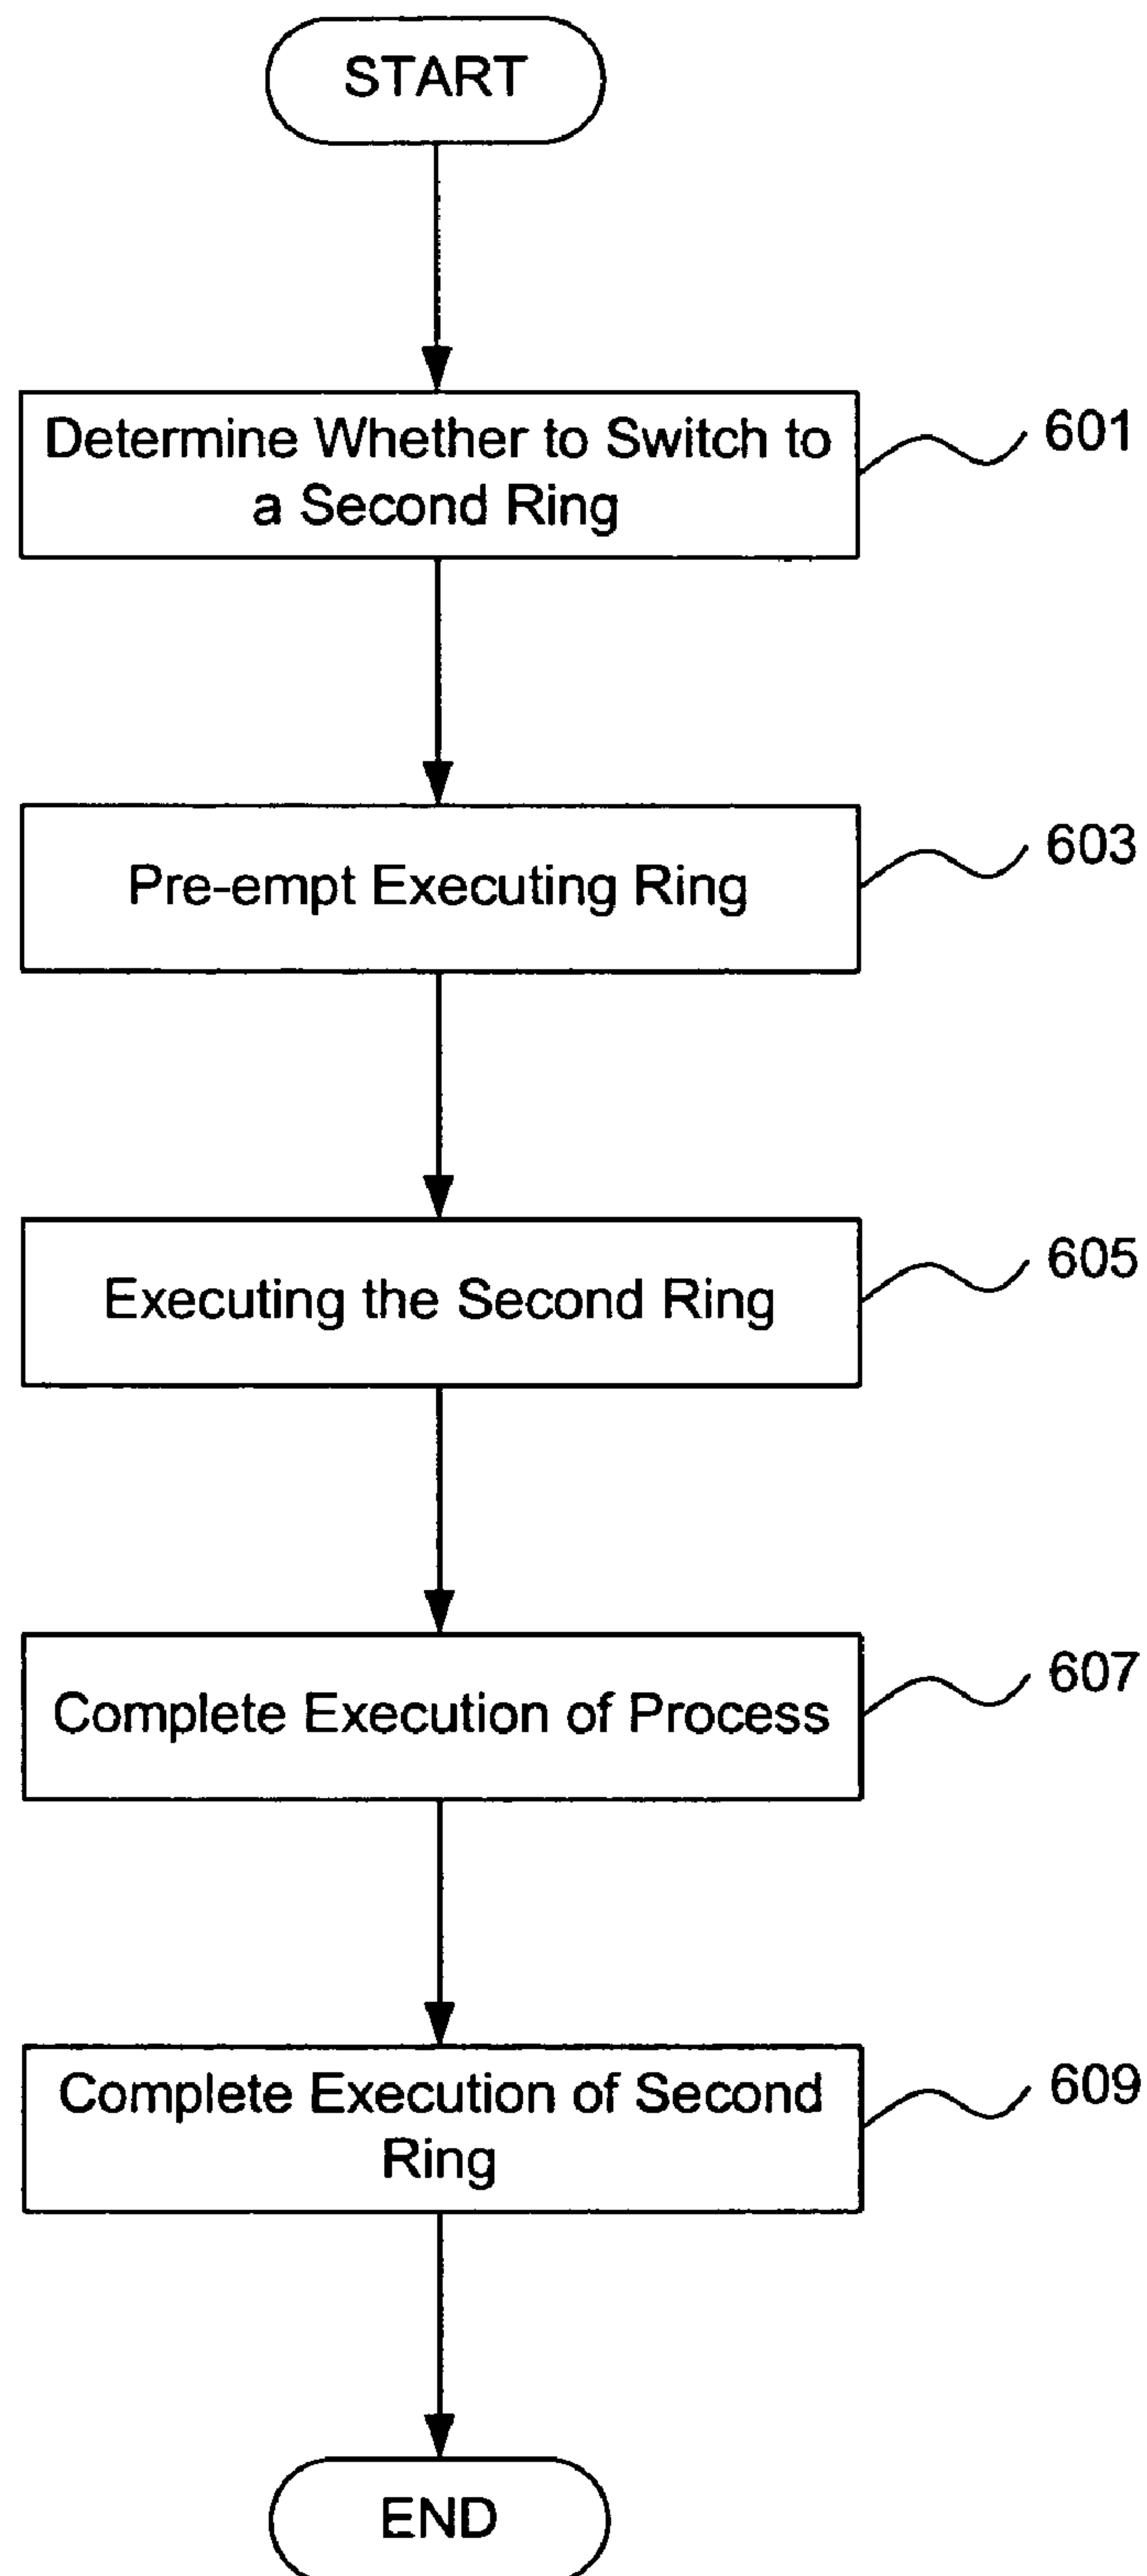 START
Determine Whether to Switch to
a Second Ring
601
Pre-empt Executing Ring
603
Executing the Second Ring
605
Complete Execution of Process
607
Complete Execution of Second
Ring
609
END